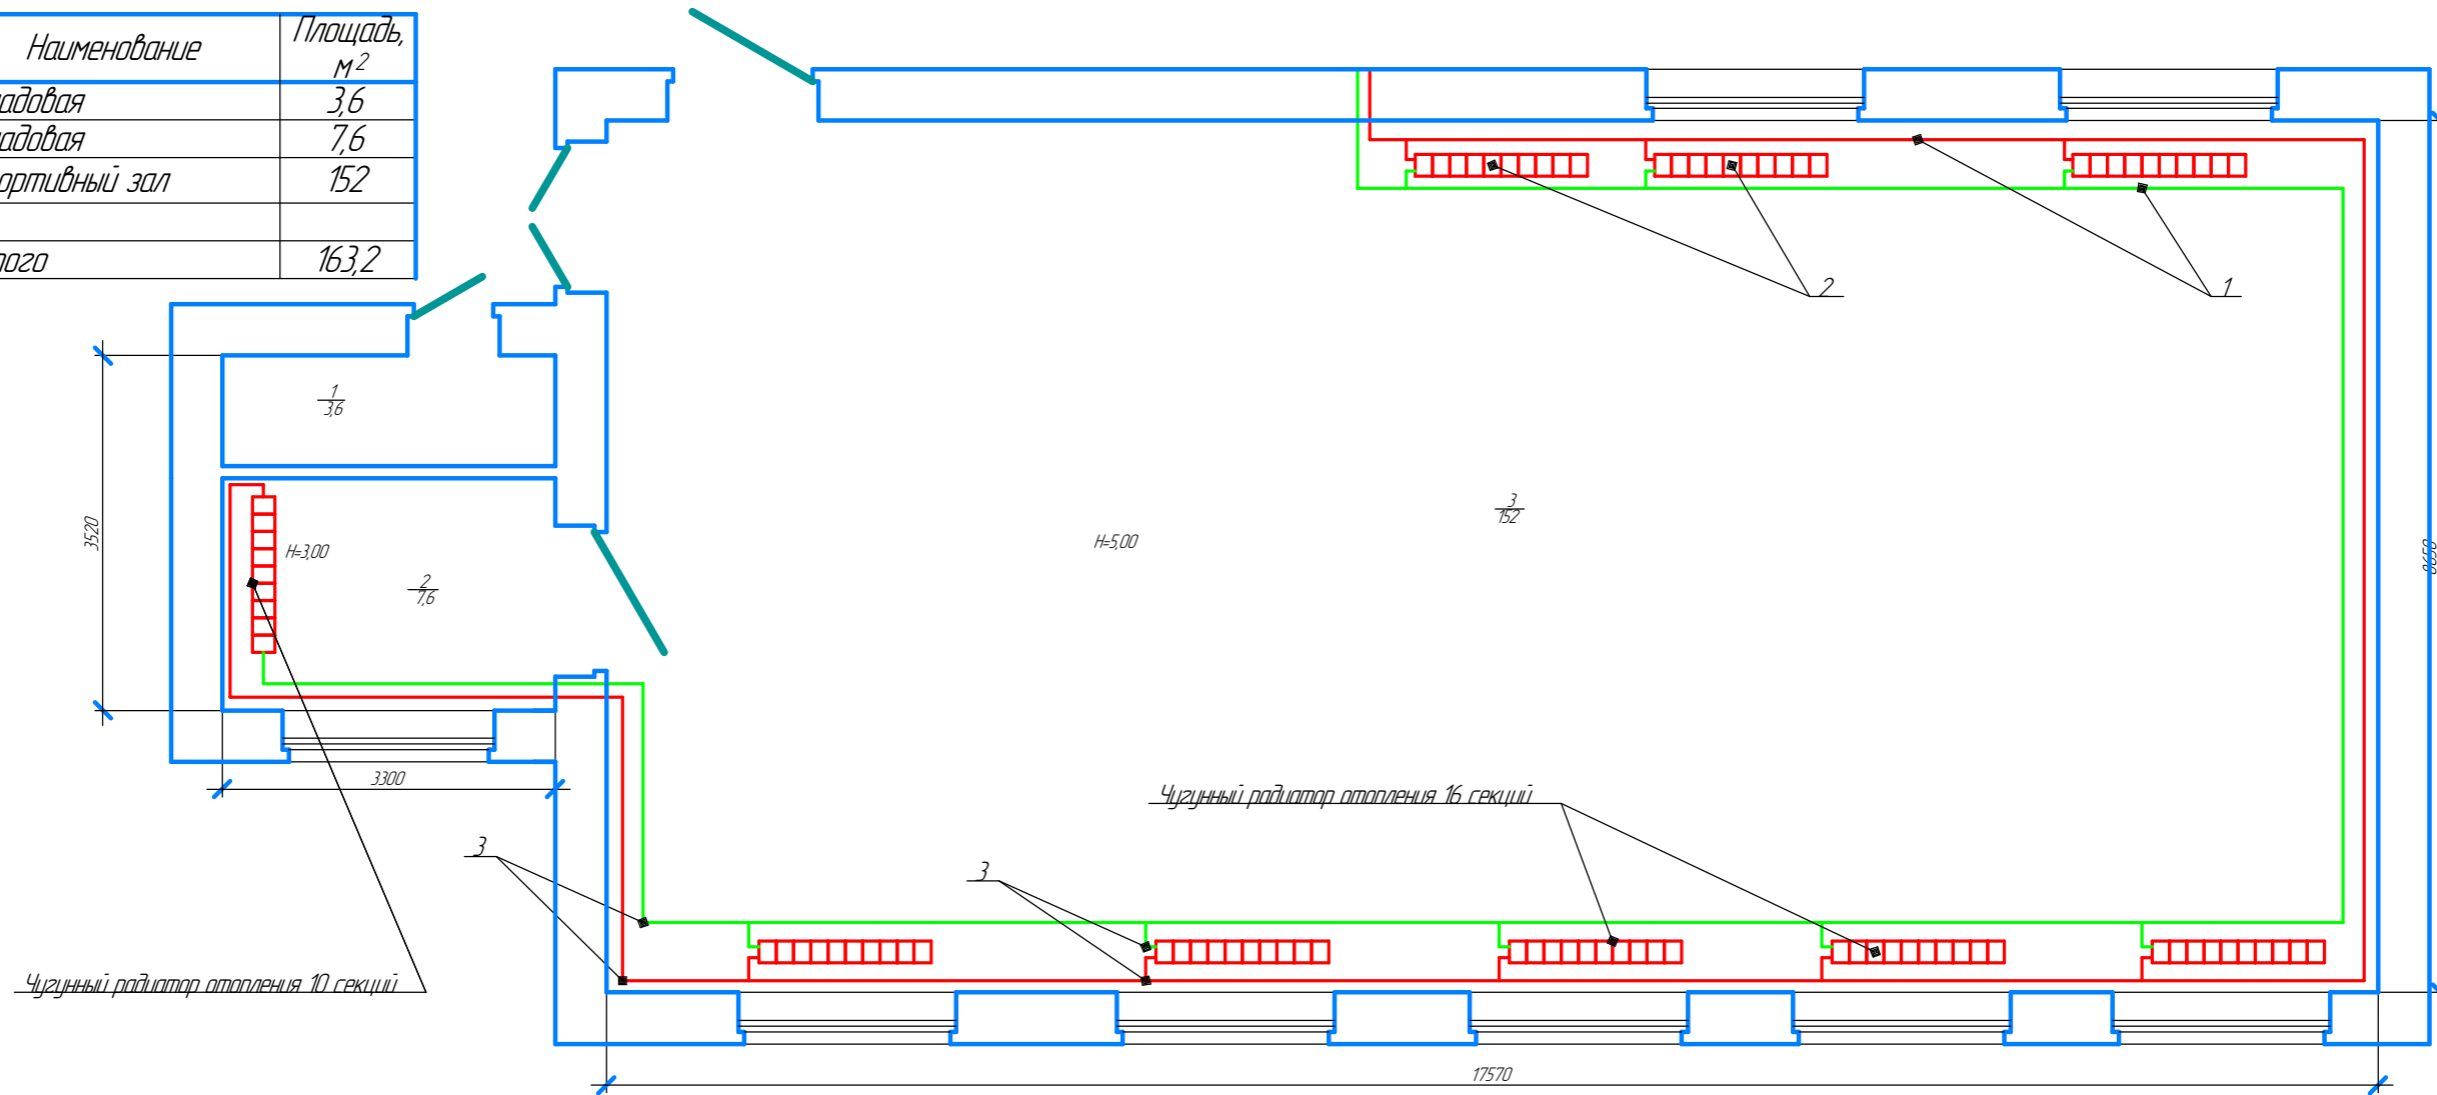 Наименование
Площадь,
м²
адовая
3,6
адовая
7,6
ортивный зал
152
ого
163,2
2
1
1
3,6
3520
Н=3,00
2
7,6
3
152
Н=5,00
8650
3300
Чугунный радиатор отопления 16 секций
3
3
Чугунный радиатор отопления 10 секций
17570